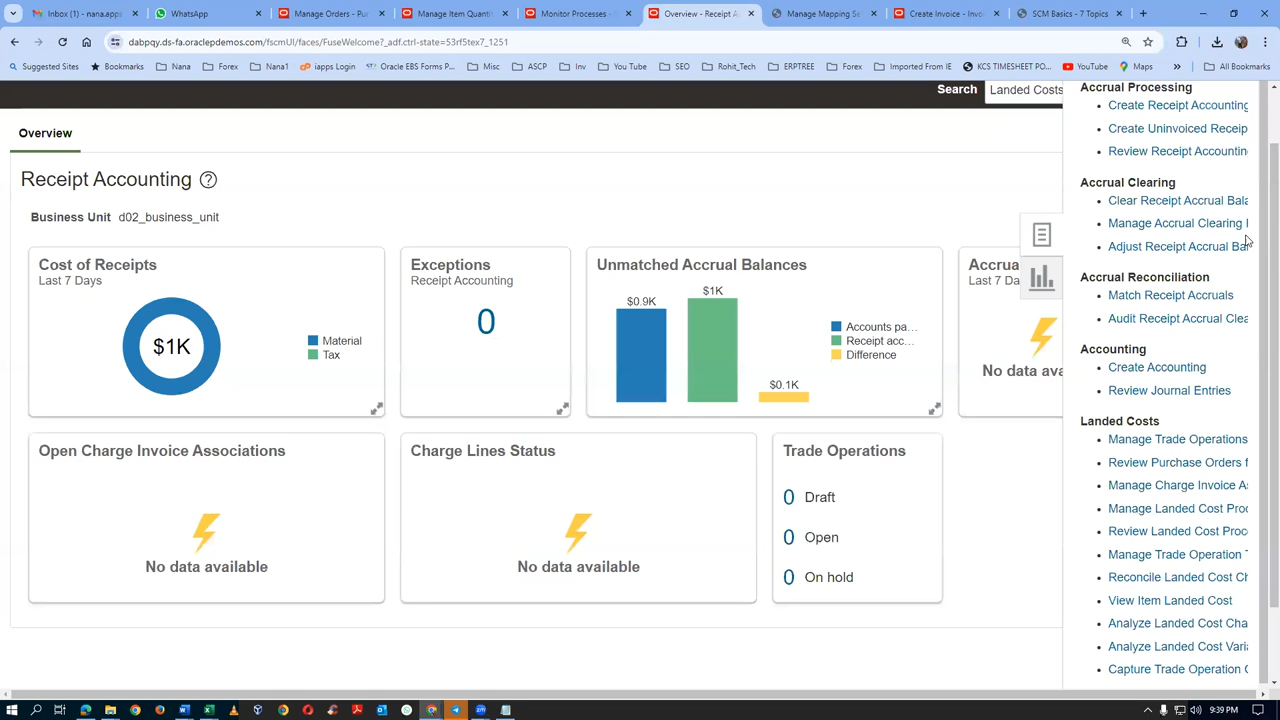 Inbox (1) - nana.apps
WhatsApp
Manage Orders - Pur
Manage Item Quantit
Monitor Processes -
Overview - Receipt A
Manage Mapping Se
Create Invoice - Invo
SCM Basics - 7 Topics
dabpqy.ds-fa.oraclepdemos.com/fscmUI/faces/FuseWelcome?_adf.ctrl-state=53rf5tex7_1251
Suggested Sites
Bookmarks
Nana
Forex
Nana1
iapps Login
Oracle EBS Forms P...
Misc
ASCP
Inv
You Tube
SEO
Rohit_Tech
ERPTREE
Forex
Imported From IE
KCS TIMESHEET PO...
YouTube
Maps
»
All Bookmarks
Search
Landed Costs
Overview
Receipt Accounting ?
Business Unit d02_business_unit
Cost of Receipts
Last 7 Days
$1K
Material
Tax
Exceptions
Receipt Accounting
0
Unmatched Accrual Balances
$0.9K
$1K
$0.1K
Accounts pa...
Receipt acc...
Difference
Accrua
Last 7 Da
No data ava
Open Charge Invoice Associations
No data available
Charge Lines Status
No data available
Trade Operations
0 Draft
0 Open
0 On hold
Accrual Processing
Create Receipt Accounting
Create Uninvoiced Receip
Review Receipt Accountin
Accrual Clearing
Clear Receipt Accrual Bala
Manage Accrual Clearing
Adjust Receipt Accrual Bal
Accrual Reconciliation
Match Receipt Accruals
Audit Receipt Accrual Clea
Accounting
Create Accounting
Review Journal Entries
Landed Costs
Manage Trade Operations
Review Purchase Orders f
Manage Charge Invoice As
Manage Landed Cost Proc
Review Landed Cost Proc
Manage Trade Operation T
Reconcile Landed Cost Ch
View Item Landed Cost
Analyze Landed Cost Cha
Analyze Landed Cost Varia
Capture Trade Operation C
9:39 PM